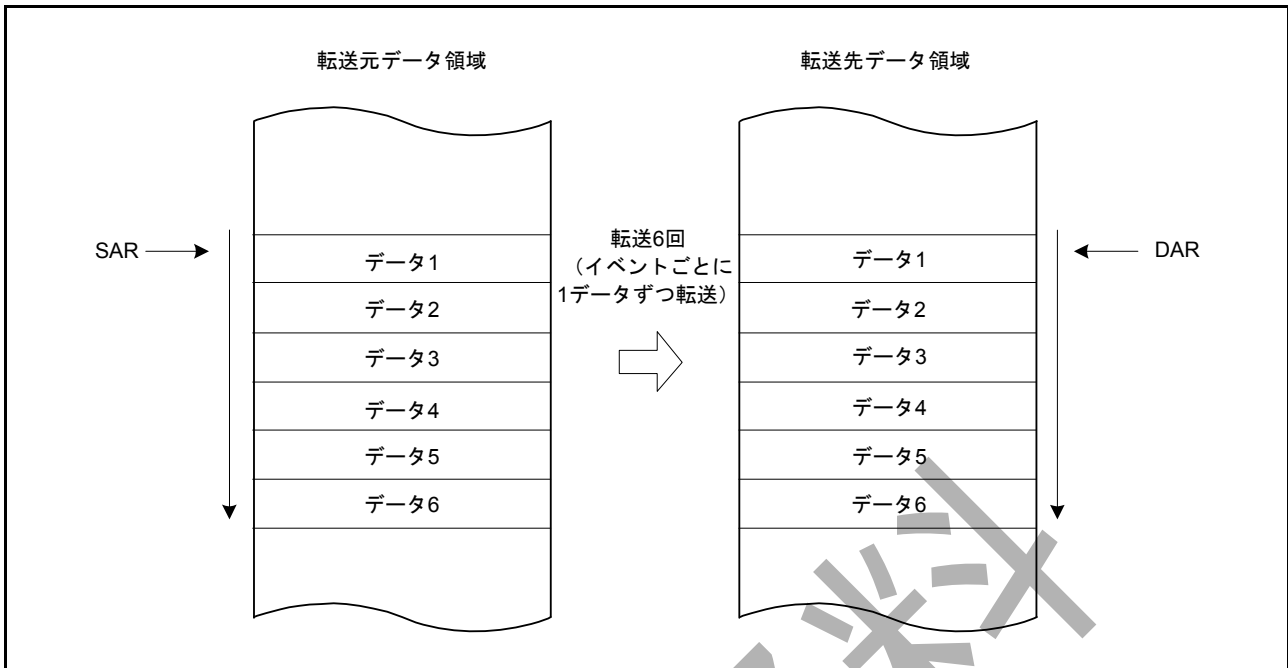 転送元データ領域
転送先データ領域
SAR
DAR
転送6回
（イベントごとに
1データずつ転送）
データ1
データ2
データ3
データ4
データ5
データ6
データ1
データ2
データ3
データ4
データ5
データ6
料